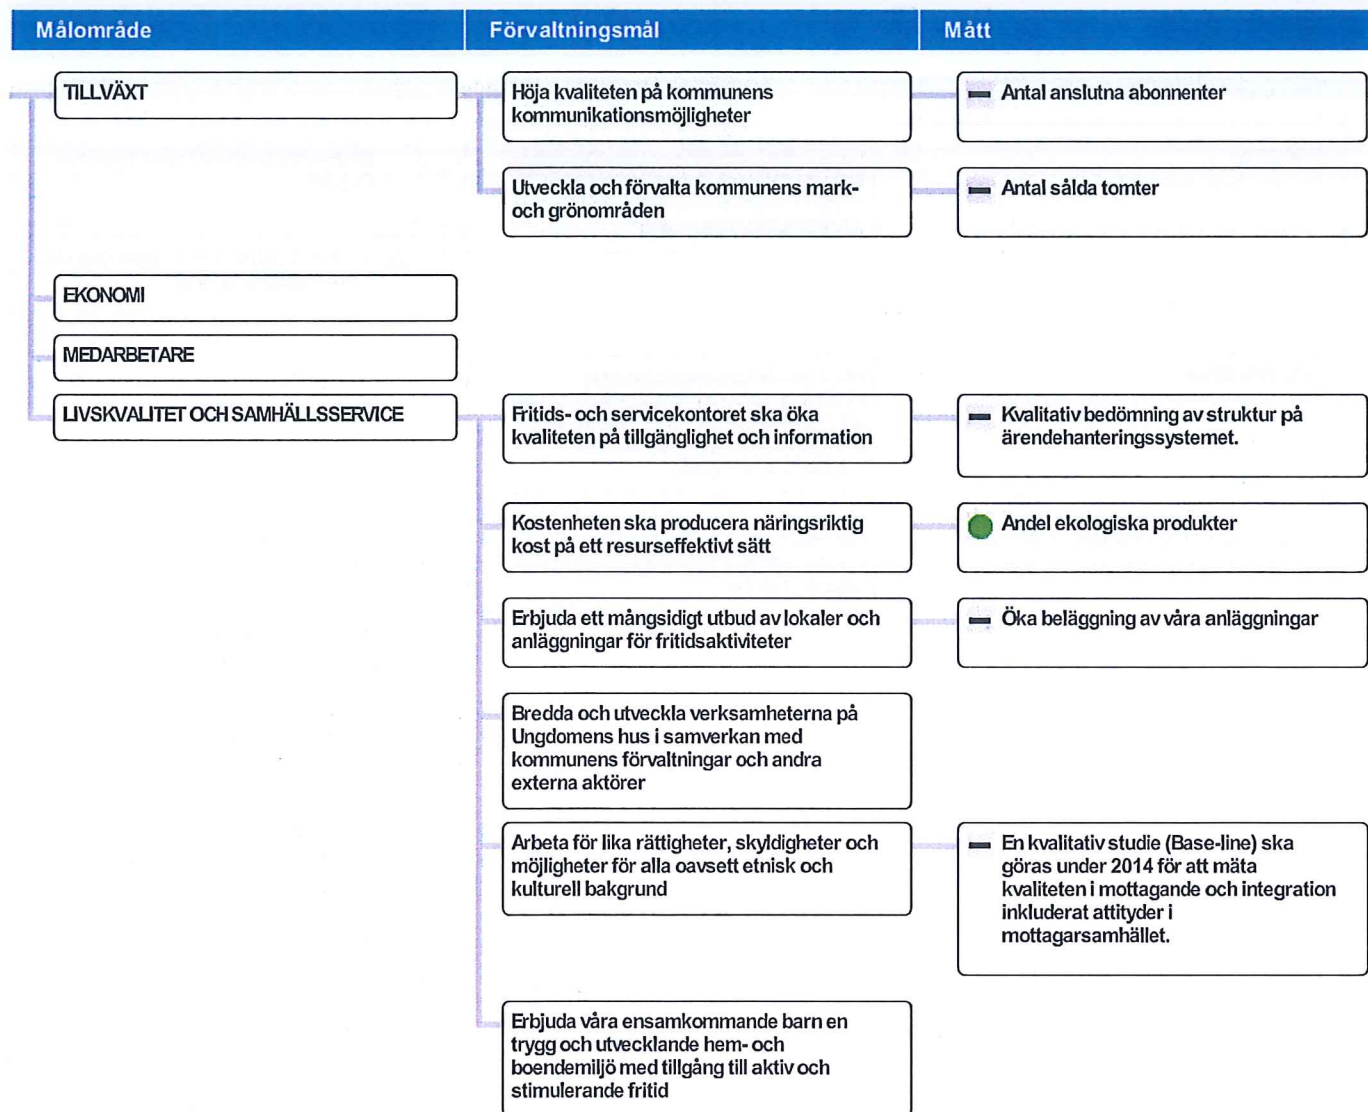 Målområde
Förvaltningsmål
Mått
TILLVÄXT
Höja kvaliteten på kommunens
kommunikationsmöjligheter
Antal anslutna abonnenter
Utveckla och förvalta kommunens mark-
och grönområden
Antal sålda tomter
EKONOMI
MEDARBETARE
LIVSKVALITET OCH SAMHÄLLSSERVICE
Fritids- och servicekontoret ska öka
kvaliteten på tillgänglighet och information
Kvalitativ bedömning av struktur på
ärendehanteringssystemet.
Kostenheten ska producera näringsriktig
kost på ett resurseffektivt sätt
Andel ekologiska produkter
Erbjuda ett mångsidigt utbud av lokaler och
anläggningar för fritidsaktiviteter
Öka beläggning av våra anläggningar
Bredda och utveckla verksamheterna på
Ungdomens hus i samverkan med
kommunens förvaltningar och andra
externa aktörer
Arbeta för lika rättigheter, skyldigheter och
möjligheter för alla oavsett etnisk och
kulturell bakgrund
En kvalitativ studie (Base-line) ska
göras under 2014 för att mäta
kvaliteten i mottagande och integration
inkluderat attityder i
mottagarsamhället.
Erbjuda våra ensamkommande barn en
trygg och utvecklande hem- och
boendemiljö med tillgång till aktiv och
stimulerande fritid